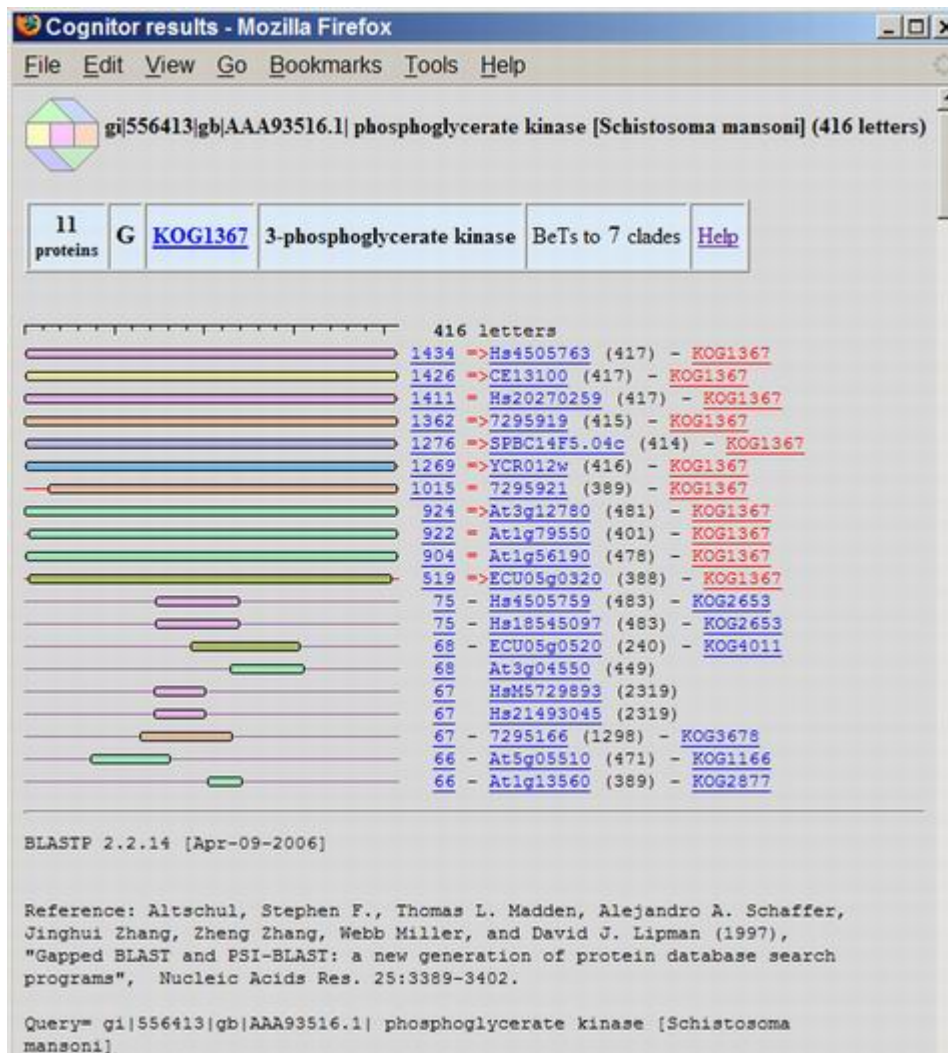 Cognitor results - Mozilla Firefox
File Edit View Go Bookmarks Tools Help
gi|556413|gb|AAA93516.1| phosphoglycerate kinase [Schistosoma mansoni] (416 letters)
11 proteins G KOG1367 3-phosphoglycerate kinase BeTs to 7 clades Help
416 letters
1434 =>Hs4505763 (417) - KOG1367
1426 =>CE13100 (417) - KOG1367
1411 = Hs20270259 (417) - KOG1367
1362 =>7295919 (415) - KOG1367
1276 =>SPBC14F5.04c (414) - KOG1367
1269 =>YCR012w (416) - KOG1367
1015 = 7295921 (389) - KOG1367
924 =>At3g12780 (481) - KOG1367
922 = At1g79550 (401) - KOG1367
904 = At1g56190 (478) - KOG1367
519 =>ECU05g0320 (388) - KOG1367
75 - Hs4505759 (483) - KOG2653
75 - Hs18545097 (483) - KOG2653
68 - ECU05g0520 (240) - KOG4011
68 At3g04550 (449)
67 HsM5729893 (2319)
67 Hs21493045 (2319)
67 - 7295166 (1298) - KOG3678
66 - At5g05510 (471) - KOG1166
66 - At1g13560 (389) - KOG2877
BLASTP 2.2.14 [Apr-09-2006]
Reference: Altschul, Stephen F., Thomas L. Madden, Alejandro A. Schaffer,
Jinghui Zhang, Zheng Zhang, Webb Miller, and David J. Lipman (1997),
"Gapped BLAST and PSI-BLAST: a new generation of protein database search
programs", Nucleic Acids Res. 25:3389-3402.
Query= gi|556413|gb|AAA93516.1| phosphoglycerate kinase [Schistosoma
mansoni]